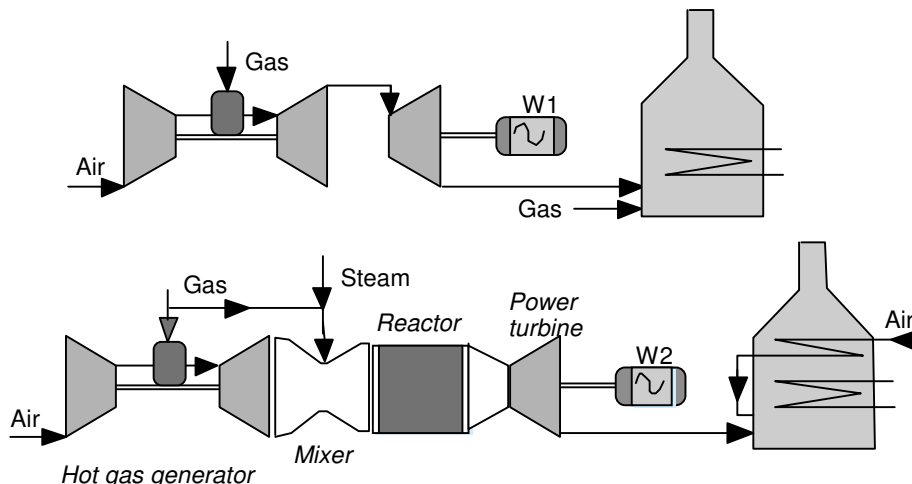 Gas
W1
Air
Gas
Gas
Steam
Power
turbine
Reactor
Air
W2
Air
Mixer
Hot gas generator